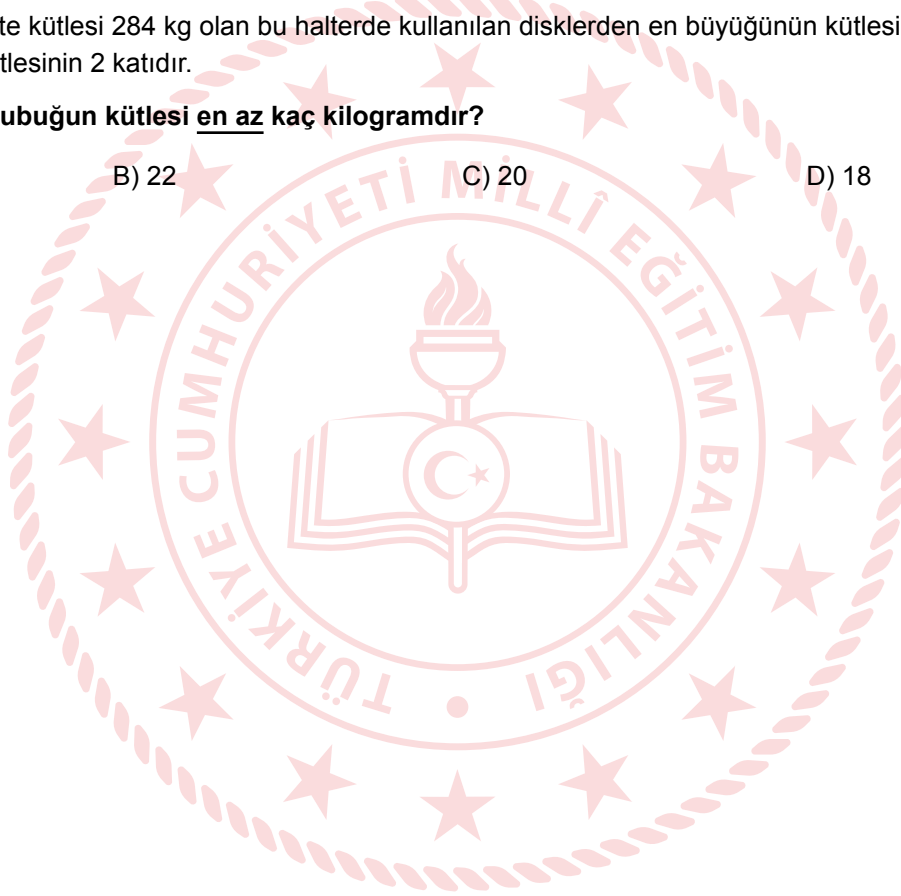 te kütlesi 284 kg olan bu halterde kullanılan disklerden en büyüğünün kütlesi
tlesinin 2 katıdır.
ubuğun kütlesi en az kaç kilogramdır?
B) 22 C) 20 D) 18
TÜRKİYE CUMHURİYETİ MİLLÎ EĞİTİM BAKANLIĞI